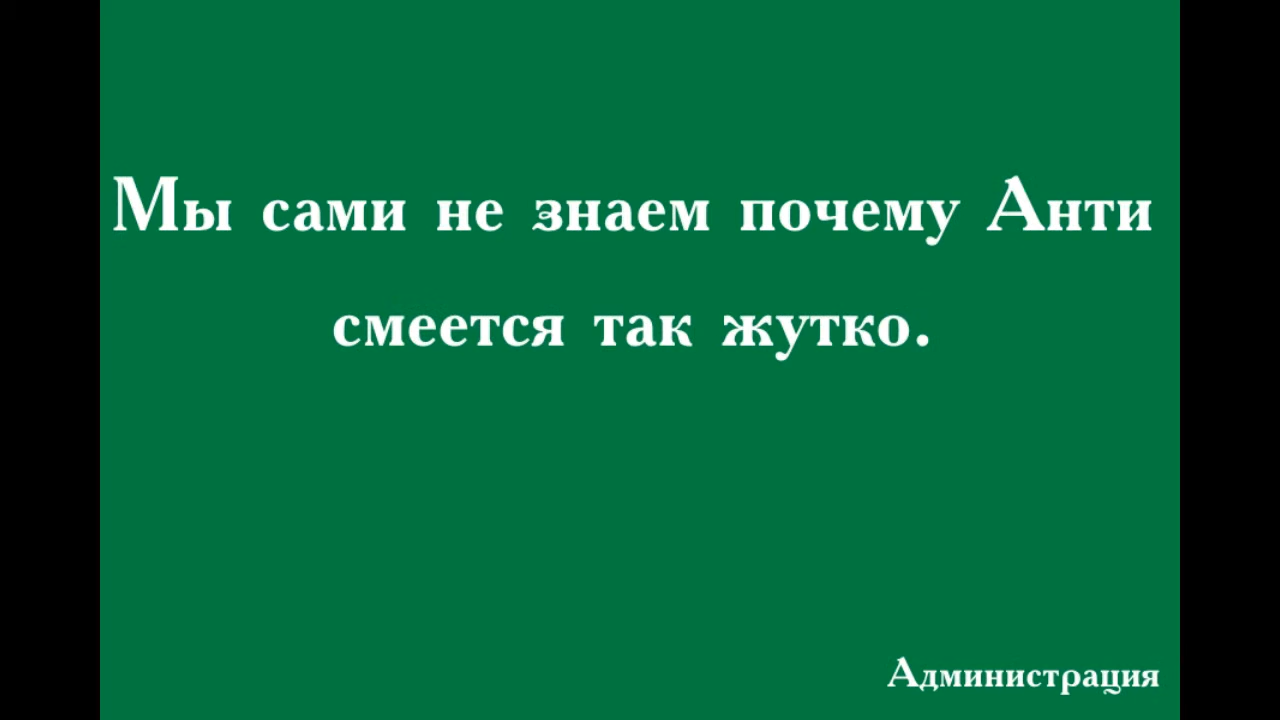 Мы сами не знаем почему Анти
смеется так жутко.
Администрация